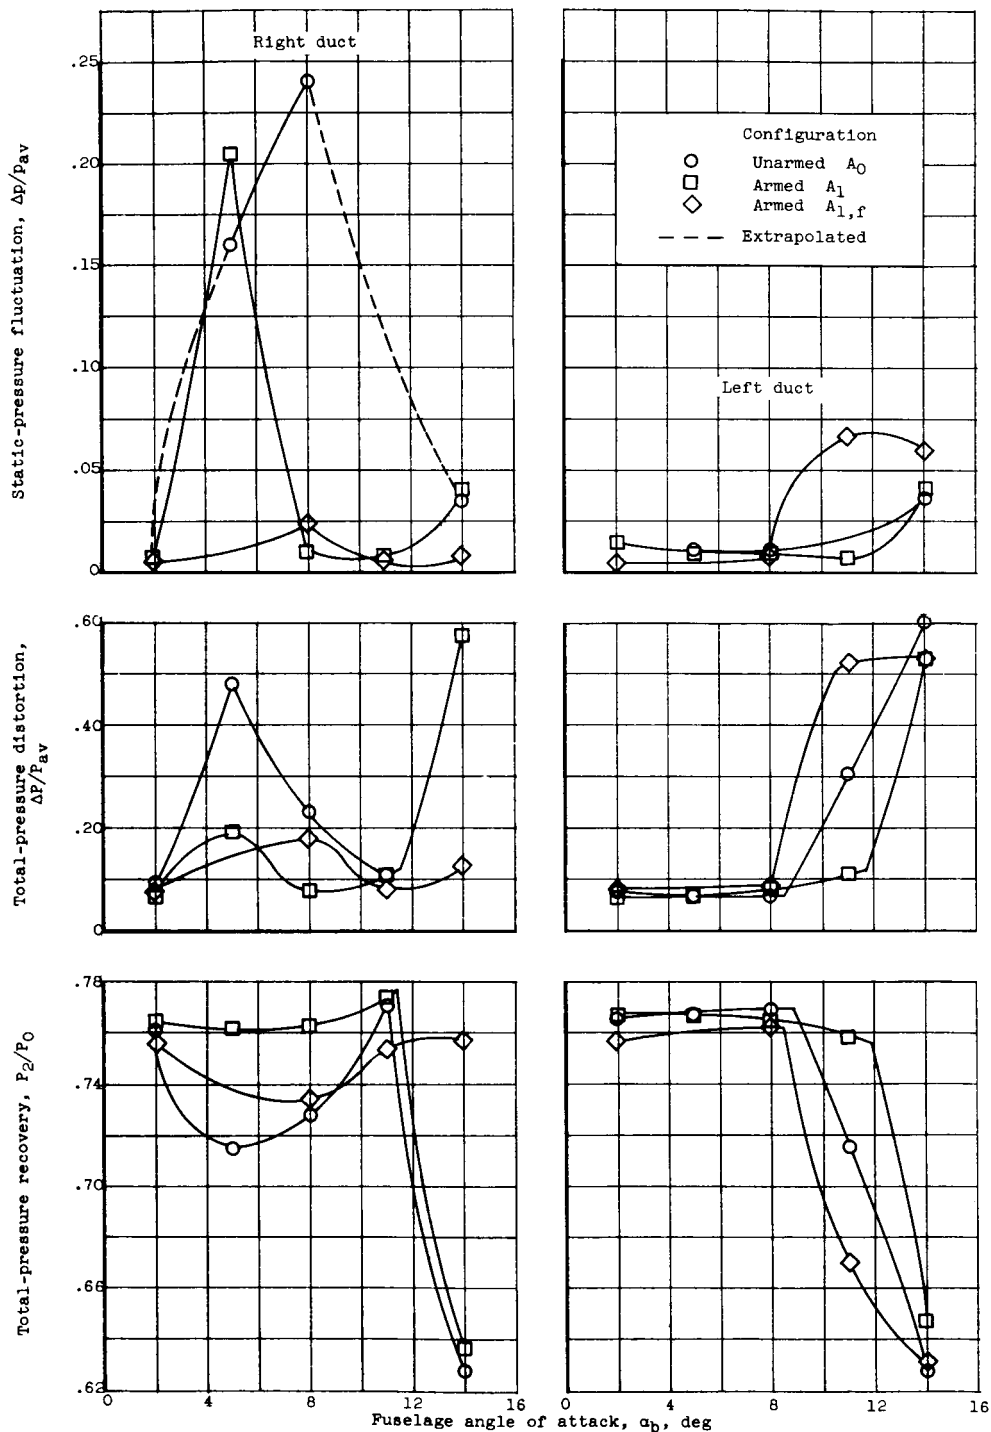 Right duct
.25
.20
.15
.10
.05
0
Static-pressure fluctuation, Δp/pav
Configuration
Unarmed A0
Armed A1
Armed A1,f
Extrapolated
Left duct
.60
.40
.20
0
Total-pressure distortion,
ΔP/Pav
.78
.74
.70
.66
.62
Total-pressure recovery, P2/P0
0 4 8 12 16
0 4 8 12 16
Fuselage angle of attack, αb, deg